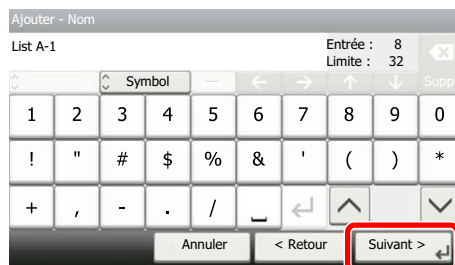 Ajouter - Nom
List A-1
Entrée : 8
Limite : 32
Symbol
Supp
1 2 3 4 5 6 7 8 9 0
! " # $ % & ' ( ) *
+ , - . / _
Annuler < Retour Suivant >